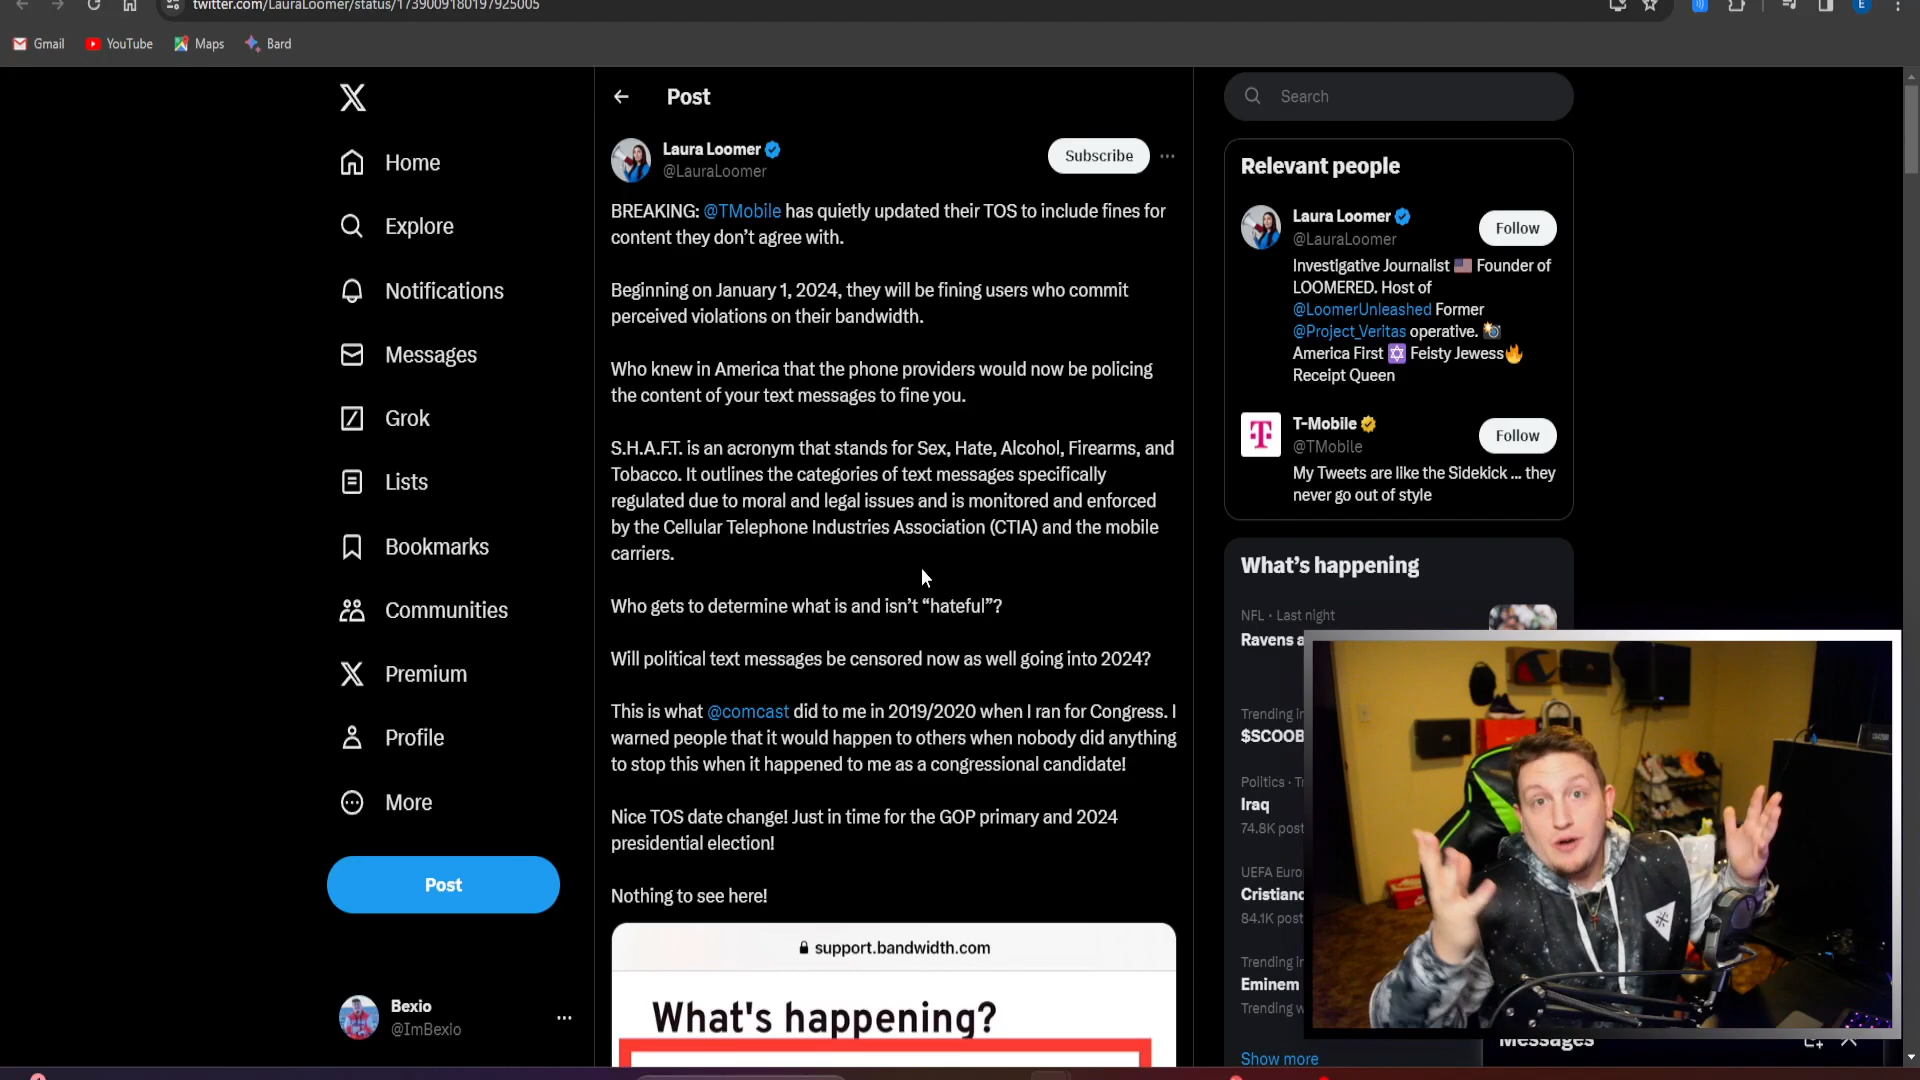 twitter.com/LauraLoomer/status/1739009180197925005
Gmail
YouTube
Maps
Bard
Home
Explore
Notifications
Messages
Grok
Lists
Bookmarks
Communities
Premium
Profile
More
Post
Bexio
@ImBexio
Post
Laura Loomer
@LauraLoomer
Subscribe
BREAKING: @TMobile has quietly updated their TOS to include fines for
content they don’t agree with.
Beginning on January 1, 2024, they will be fining users who commit
perceived violations on their bandwidth.
Who knew in America that the phone providers would now be policing
the content of your text messages to fine you.
S.H.A.F.T. is an acronym that stands for Sex, Hate, Alcohol, Firearms, and
Tobacco. It outlines the categories of text messages specifically
regulated due to moral and legal issues and is monitored and enforced
by the Cellular Telephone Industries Association (CTIA) and the mobile
carriers.
Who gets to determine what is and isn’t “hateful”?
Will political text messages be censored now as well going into 2024?
This is what @comcast did to me in 2019/2020 when I ran for Congress. I
warned people that it would happen to others when nobody did anything
to stop this when it happened to me as a congressional candidate!
Nice TOS date change! Just in time for the GOP primary and 2024
presidential election!
Nothing to see here!
support.bandwidth.com
What's happening?
Search
Relevant people
Laura Loomer
@LauraLoomer
Follow
Investigative Journalist 🇺🇸 Founder of
LOOMERED. Host of
@LoomerUnleashed Former
@Project_Veritas operative. 📸
America First ✡️ Feisty Jewess🔥
Receipt Queen
T-Mobile
@TMobile
Follow
My Tweets are like the Sidekick ... they
never go out of style
What’s happening
NFL · Last night
Ravens
Trending
$SCOOB
Politics
Iraq
74.8K
UEFA
84.1K
Trending
Eminem
Trending
Show more
Messages